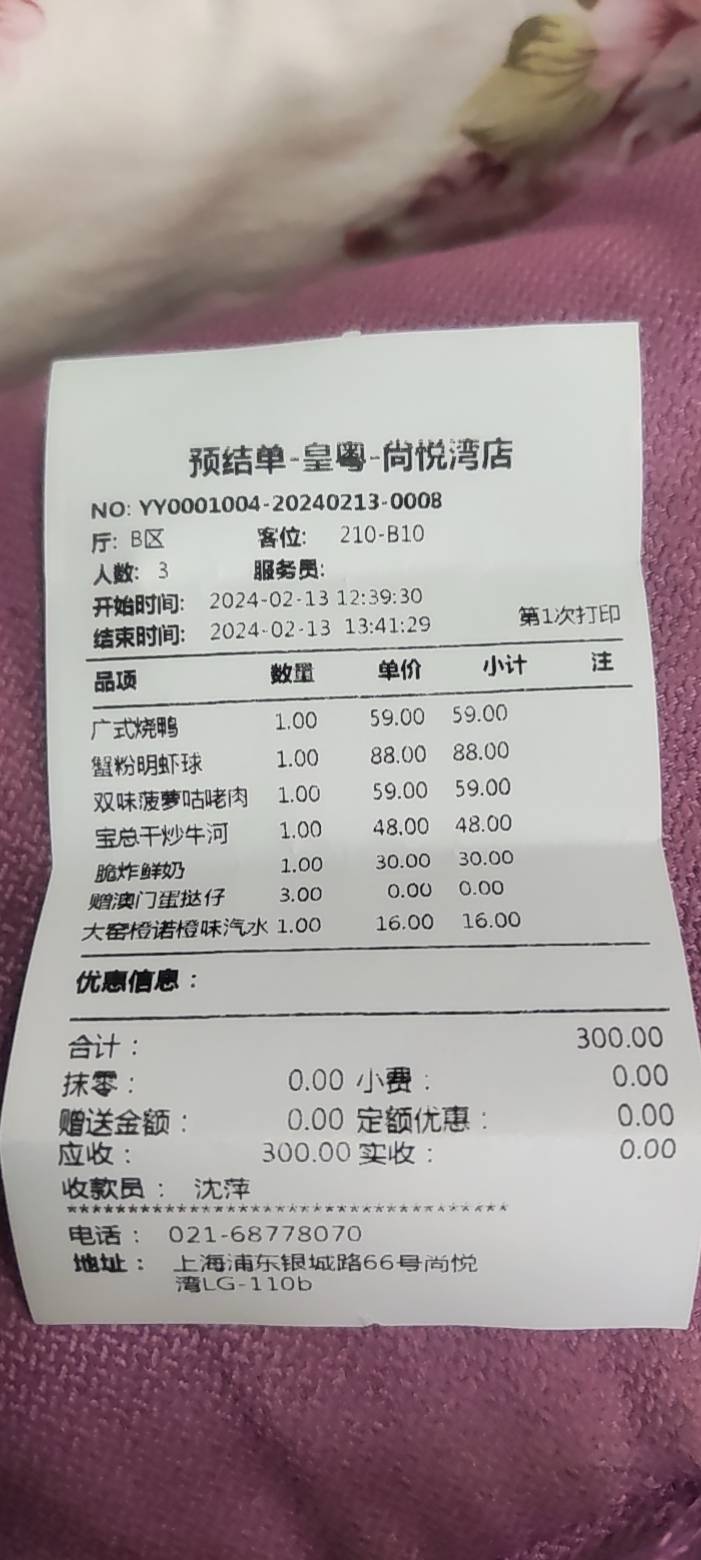 预结单-皇粤-尚悦湾店
NO: YY0001004-20240213-0008
厅: B区 客位: 210-B10
人数: 3 服务员:
开始时间: 2024-02-13 12:39:30
结束时间: 2024-02-13 13:41:29 第1次打印
品项 数量 单价 小计 注
广式烧鸭 1.00 59.00 59.00
蟹粉明虾球 1.00 88.00 88.00
双味菠萝咕咾肉 1.00 59.00 59.00
宝总干炒牛河 1.00 48.00 48.00
脆炸鲜奶 1.00 30.00 30.00
赠澳门蛋挞仔 3.00 0.00 0.00
大窑橙诺橙味汽水 1.00 16.00 16.00
优惠信息：
合计： 300.00
抹零： 0.00 小费： 0.00
赠送金额： 0.00 定额优惠： 0.00
应收： 300.00 实收： 0.00
收款员： 沈萍
************************************
电话： 021-68778070
地址： 上海浦东银城路66号尚悦
湾LG-110b